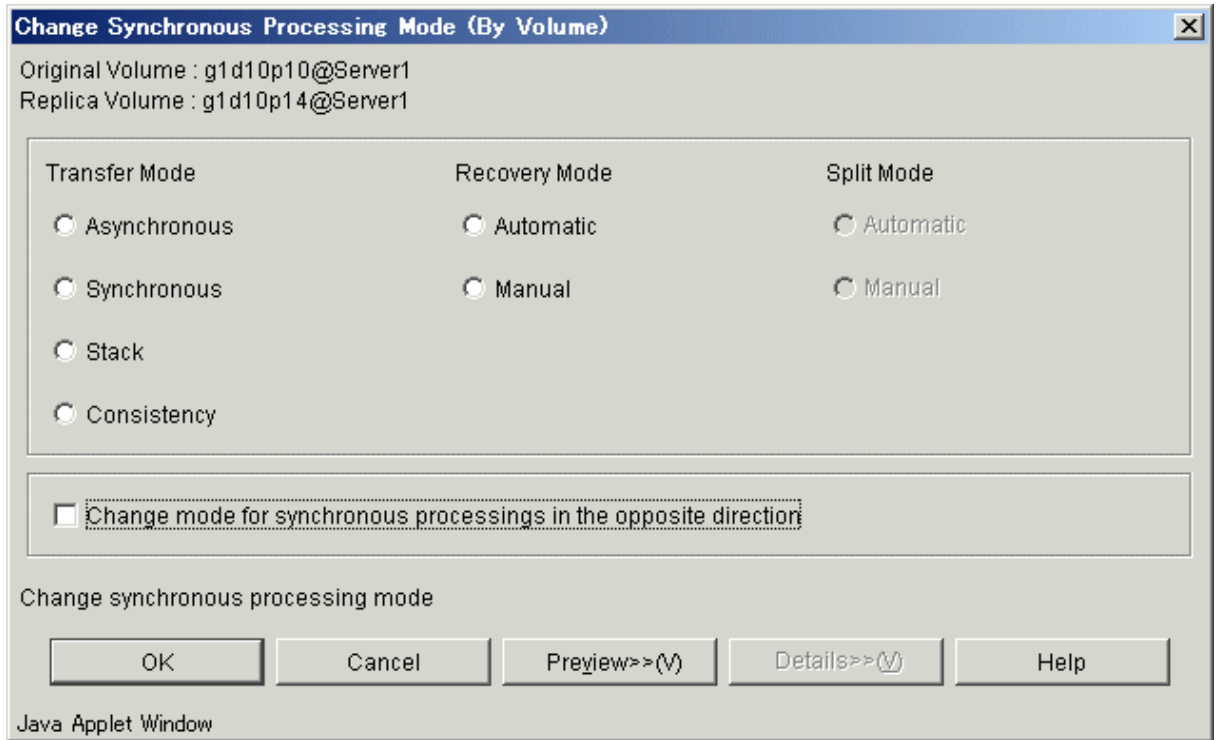 Change Synchronous Processing Mode (By Volume)
Original Volume : g1d10p10@Server1
Replica Volume : g1d10p14@Server1
Transfer Mode Recovery Mode Split Mode
Asynchronous Automatic Automatic
Synchronous Manual Manual
Stack
Consistency
Change mode for synchronous processings in the opposite direction
Change synchronous processing mode
OK Cancel Preview>>(V) Details>>(V) Help
Java Applet Window